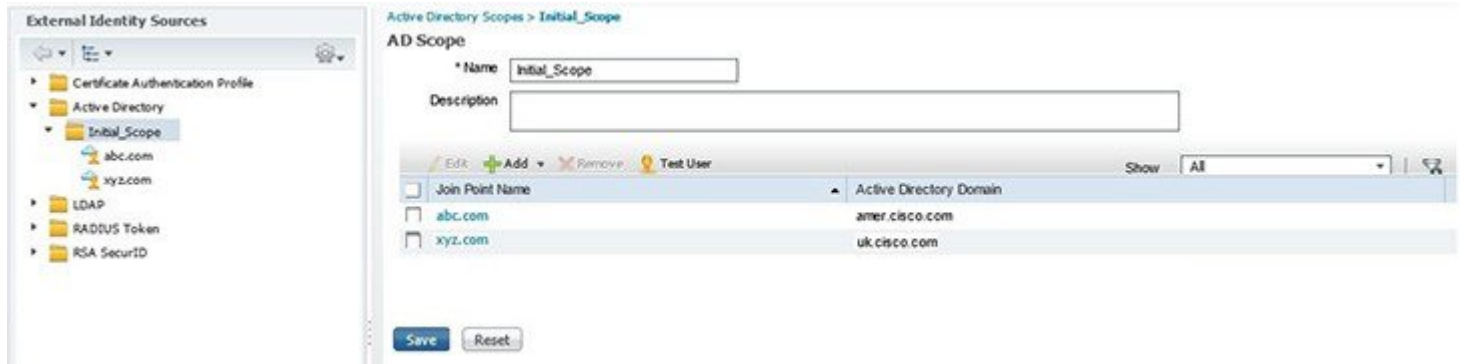 External Identity Sources
Certificate Authentication Profile
Active Directory
Initial_Scope
abc.com
xyz.com
LDAP
RADIUS Token
RSA SecurID
Active Directory Scopes > Initial_Scope
AD Scope
* Name Initial_Scope
Description
Edit Add Remove Test User Show All
Join Point Name Active Directory Domain
abc.com amer.cisco.com
xyz.com uk.cisco.com
Save Reset